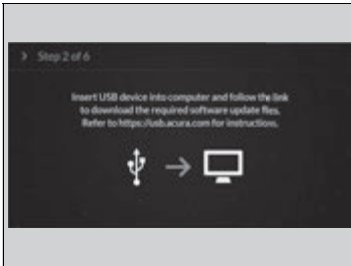 Step 2 of 6
Insert USB device into computer and follow the link
to download the required software update files.
Refer to https://usb.acura.com for instructions.